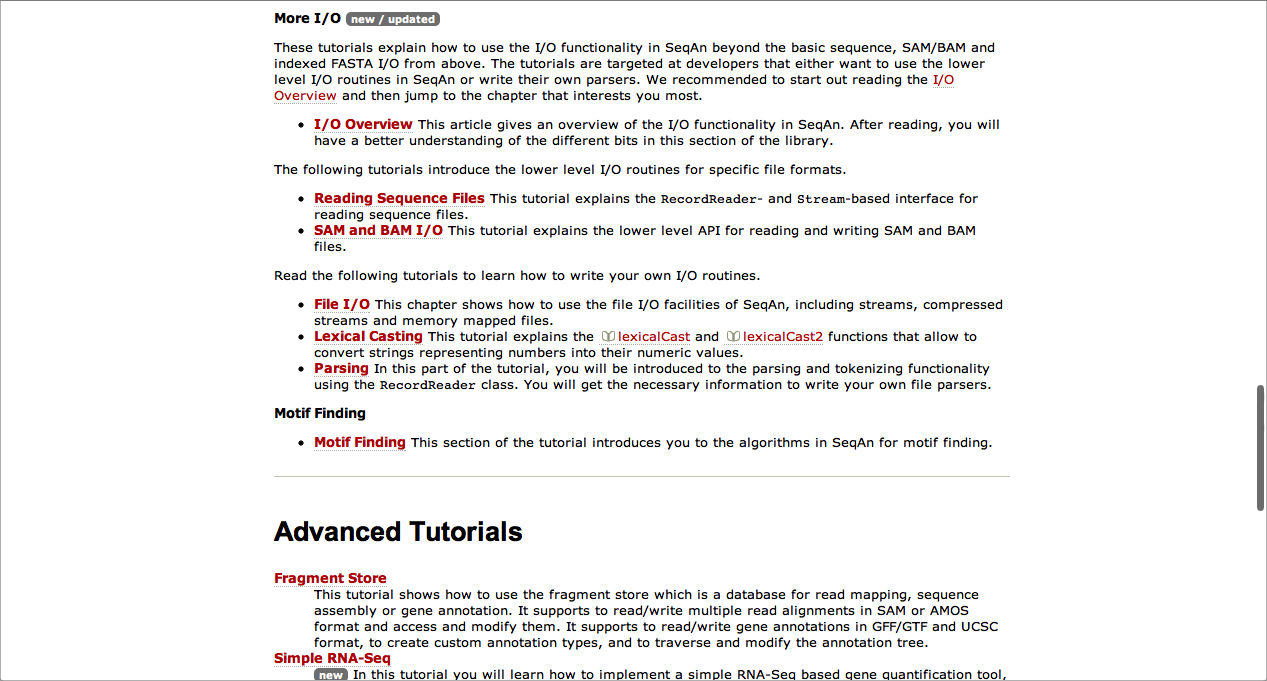 More I/O new / updated
These tutorials explain how to use the I/O functionality in SeqAn beyond the basic sequence, SAM/BAM and
indexed FASTA I/O from above. The tutorials are targeted at developers that either want to use the lower
level I/O routines in SeqAn or write their own parsers. We recommended to start out reading the I/O
Overview and then jump to the chapter that interests you most.
• I/O Overview This article gives an overview of the I/O functionality in SeqAn. After reading, you will
have a better understanding of the different bits in this section of the library.
The following tutorials introduce the lower level I/O routines for specific file formats.
• Reading Sequence Files This tutorial explains the RecordReader- and Stream-based interface for
reading sequence files.
• SAM and BAM I/O This tutorial explains the lower level API for reading and writing SAM and BAM
files.
Read the following tutorials to learn how to write your own I/O routines.
• File I/O This chapter shows how to use the file I/O facilities of SeqAn, including streams, compressed
streams and memory mapped files.
• Lexical Casting This tutorial explains the lexicalCast and lexicalCast2 functions that allow to
convert strings representing numbers into their numeric values.
• Parsing In this part of the tutorial, you will be introduced to the parsing and tokenizing functionality
using the RecordReader class. You will get the necessary information to write your own file parsers.
Motif Finding
• Motif Finding This section of the tutorial introduces you to the algorithms in SeqAn for motif finding.
Advanced Tutorials
Fragment Store
This tutorial shows how to use the fragment store which is a database for read mapping, sequence
assembly or gene annotation. It supports to read/write multiple read alignments in SAM or AMOS
format and access and modify them. It supports to read/write gene annotations in GFF/GTF and UCSC
format, to create custom annotation types, and to traverse and modify the annotation tree.
Simple RNA-Seq
new In this tutorial you will learn how to implement a simple RNA-Seq based gene quantification tool,